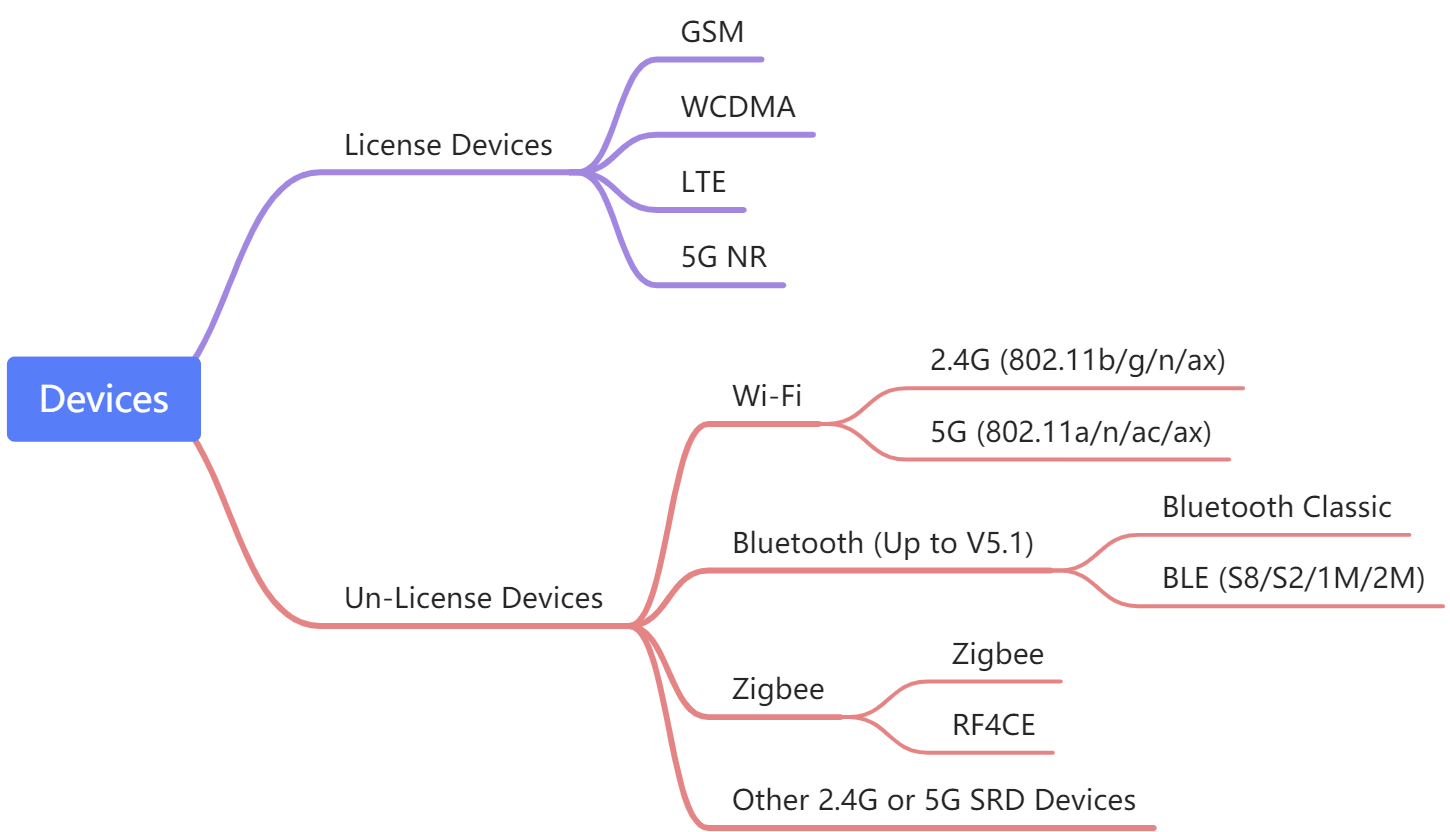 Devices
License Devices
GSM
WCDMA
LTE
5G NR
Un-License Devices
Wi-Fi
2.4G (802.11b/g/n/ax)
5G (802.11a/n/ac/ax)
Bluetooth (Up to V5.1)
Bluetooth Classic
BLE (S8/S2/1M/2M)
Zigbee
Zigbee
RF4CE
Other 2.4G or 5G SRD Devices